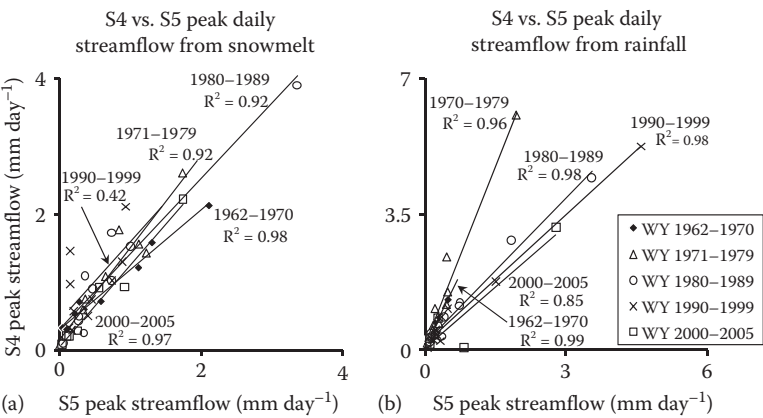 S4 vs. S5 peak daily
streamflow from snowmelt
S4 peak streamflow (mm day⁻¹)
4
2
0
1980–1989
R² = 0.92
1971–1979
R² = 0.92
1990–1999
R² = 0.42
1962–1970
R² = 0.98
2000–2005
R² = 0.97
0
2
4
(a) S5 peak streamflow (mm day⁻¹)
S4 vs. S5 peak daily
streamflow from rainfall
7
3.5
0
1970–1979
R² = 0.96
1990–1999
R² = 0.98
1980–1989
R² = 0.98
2000–2005
R² = 0.85
1962–1970
R² = 0.99
WY 1962–1970
WY 1971–1979
WY 1980–1989
WY 1990–1999
WY 2000–2005
0
3
6
(b) S5 peak streamflow (mm day⁻¹)